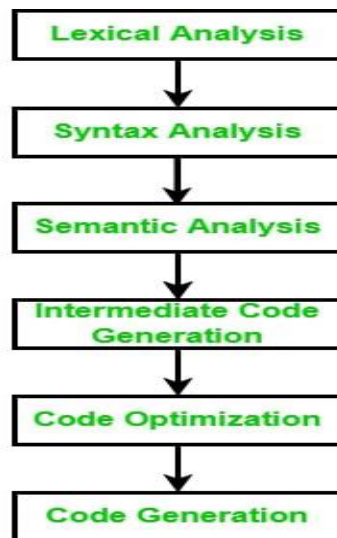 Lexical Analysis
Syntax Analysis
Semantic Analysis
Intermediate Code
Generation
Code Optimization
Code Generation